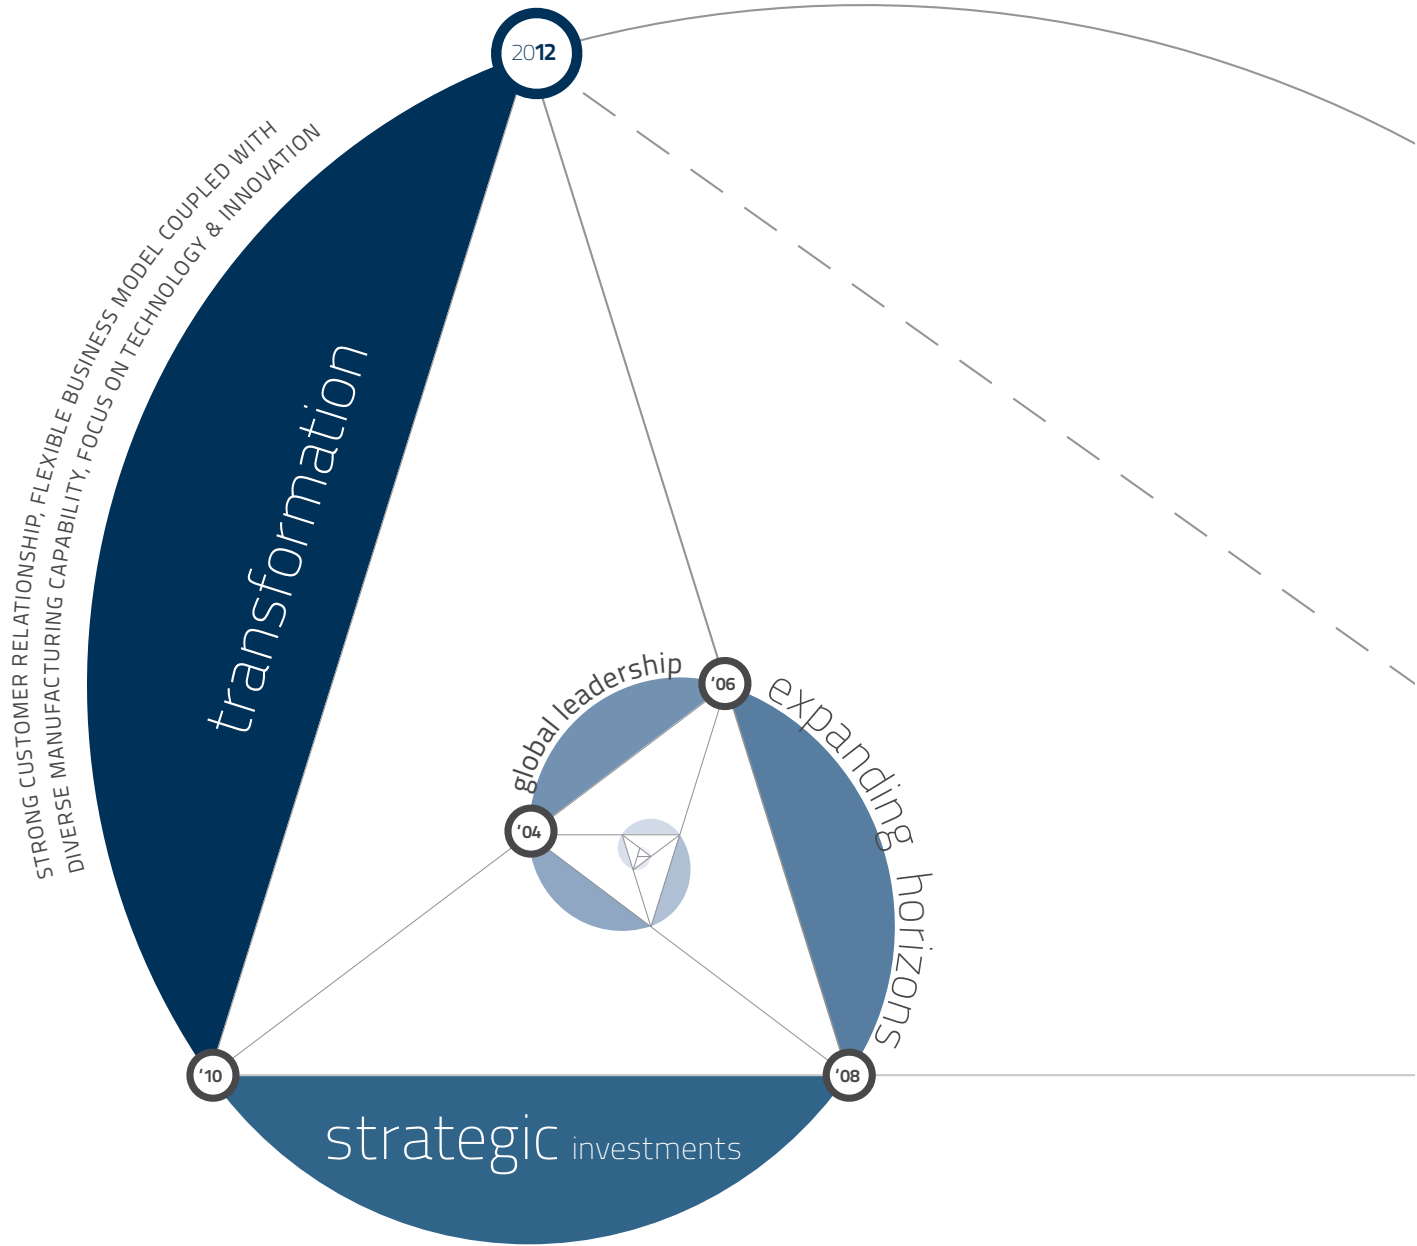 2012
STRONG CUSTOMER RELATIONSHIP, FLEXIBLE BUSINESS MODEL COUPLED WITH
DIVERSE MANUFACTURING CAPABILITY, FOCUS ON TECHNOLOGY & INNOVATION
transformation
global leadership
‘06
expanding horizons
‘04
‘10
‘08
strategic investments